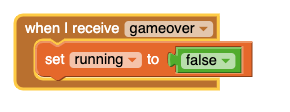 when I receive gameover
set running to false